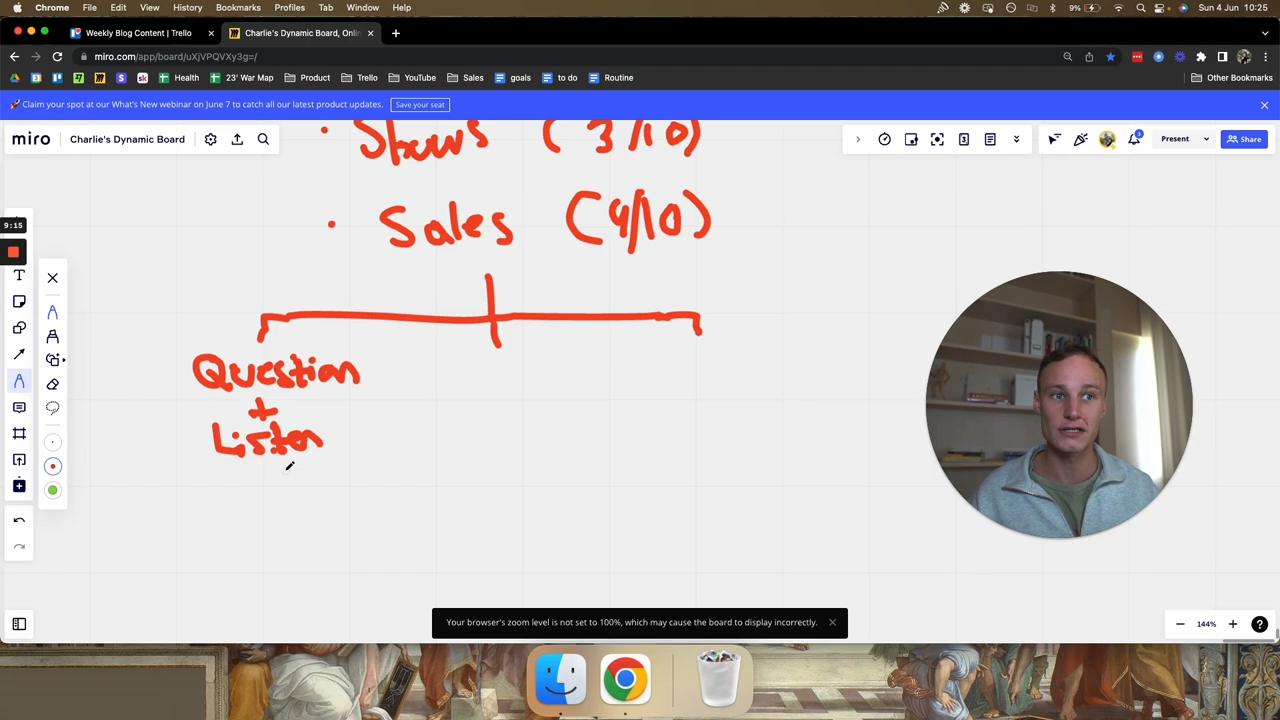 Chrome File Edit View History Bookmarks Profiles Tab Window Help 9% Sun 4 Jun 10:25
Weekly Blog Content | Trello Charlie's Dynamic Board, Onlin
miro.com/app/board/uXjVPQVXy3g=/
Health 23' War Map Product Trello YouTube Sales goals to do Routine Other Bookmarks
🚀 Claim your spot at our What's New webinar on June 7 to catch all our latest product updates. Save your seat
miro Charlie's Dynamic Board 3 Present Share
(3/10)
9:15
• Sales (4/10)
Question
+
Listen
Your browser's zoom level is not set to 100%, which may cause the board to display incorrectly.
144%